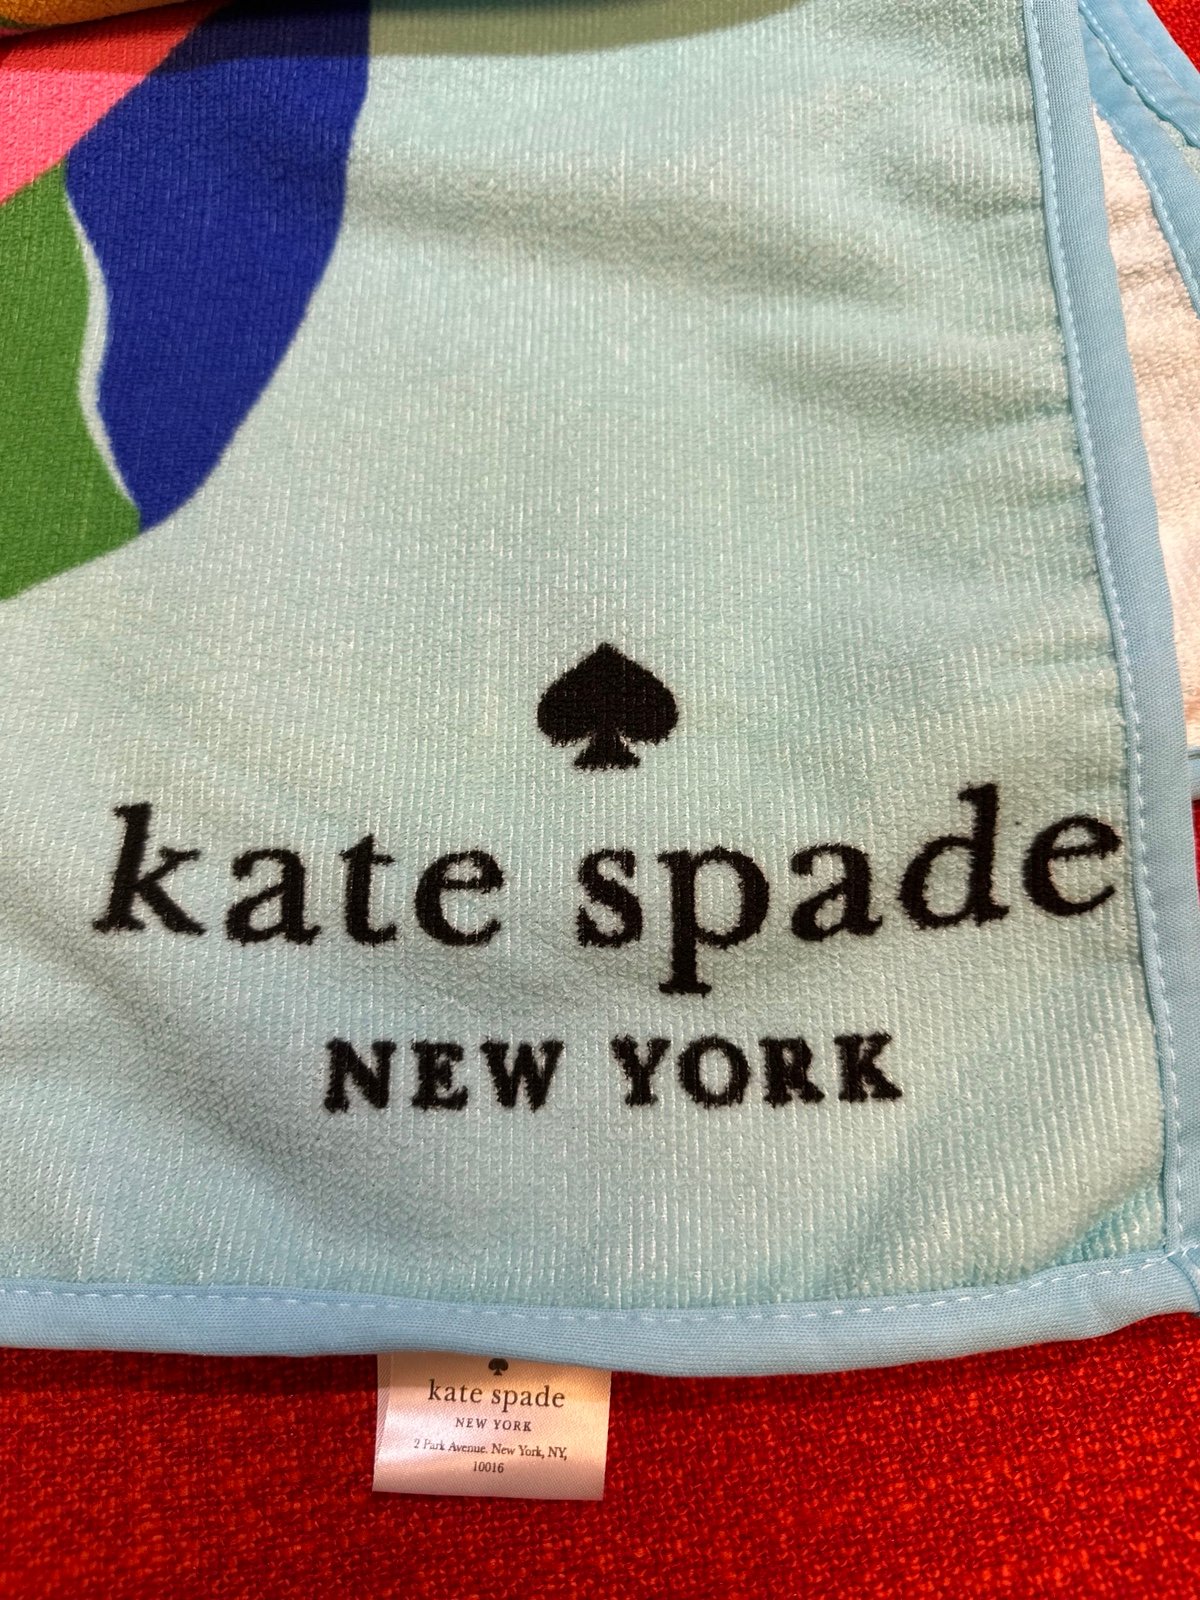 kate spade
NEW YORK
kate spade
NEW YORK
2 Park Avenue. New York, NY,
10016